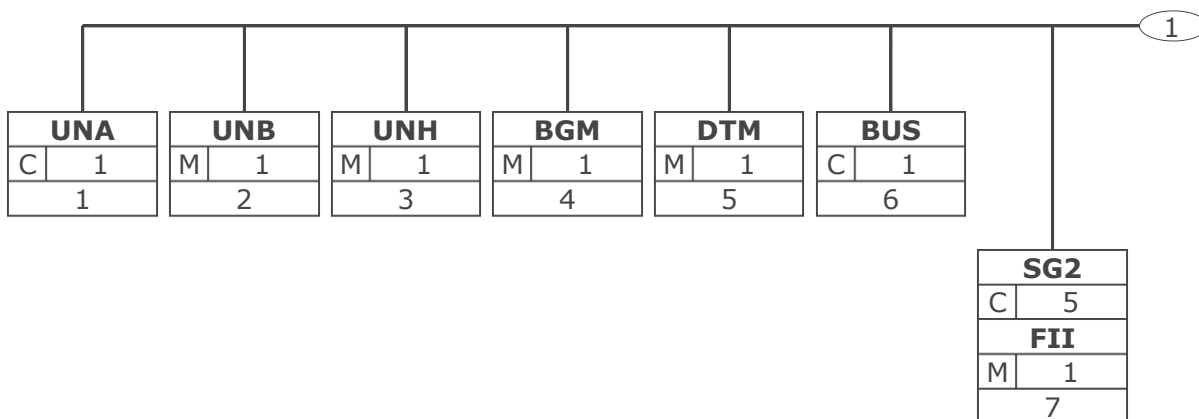 1
UNA UNB UNH BGM DTM BUS
C 1 M 1 M 1 M 1 M 1 C 1
1 2 3 4 5 6
SG2
C 5
FII
M 1
7